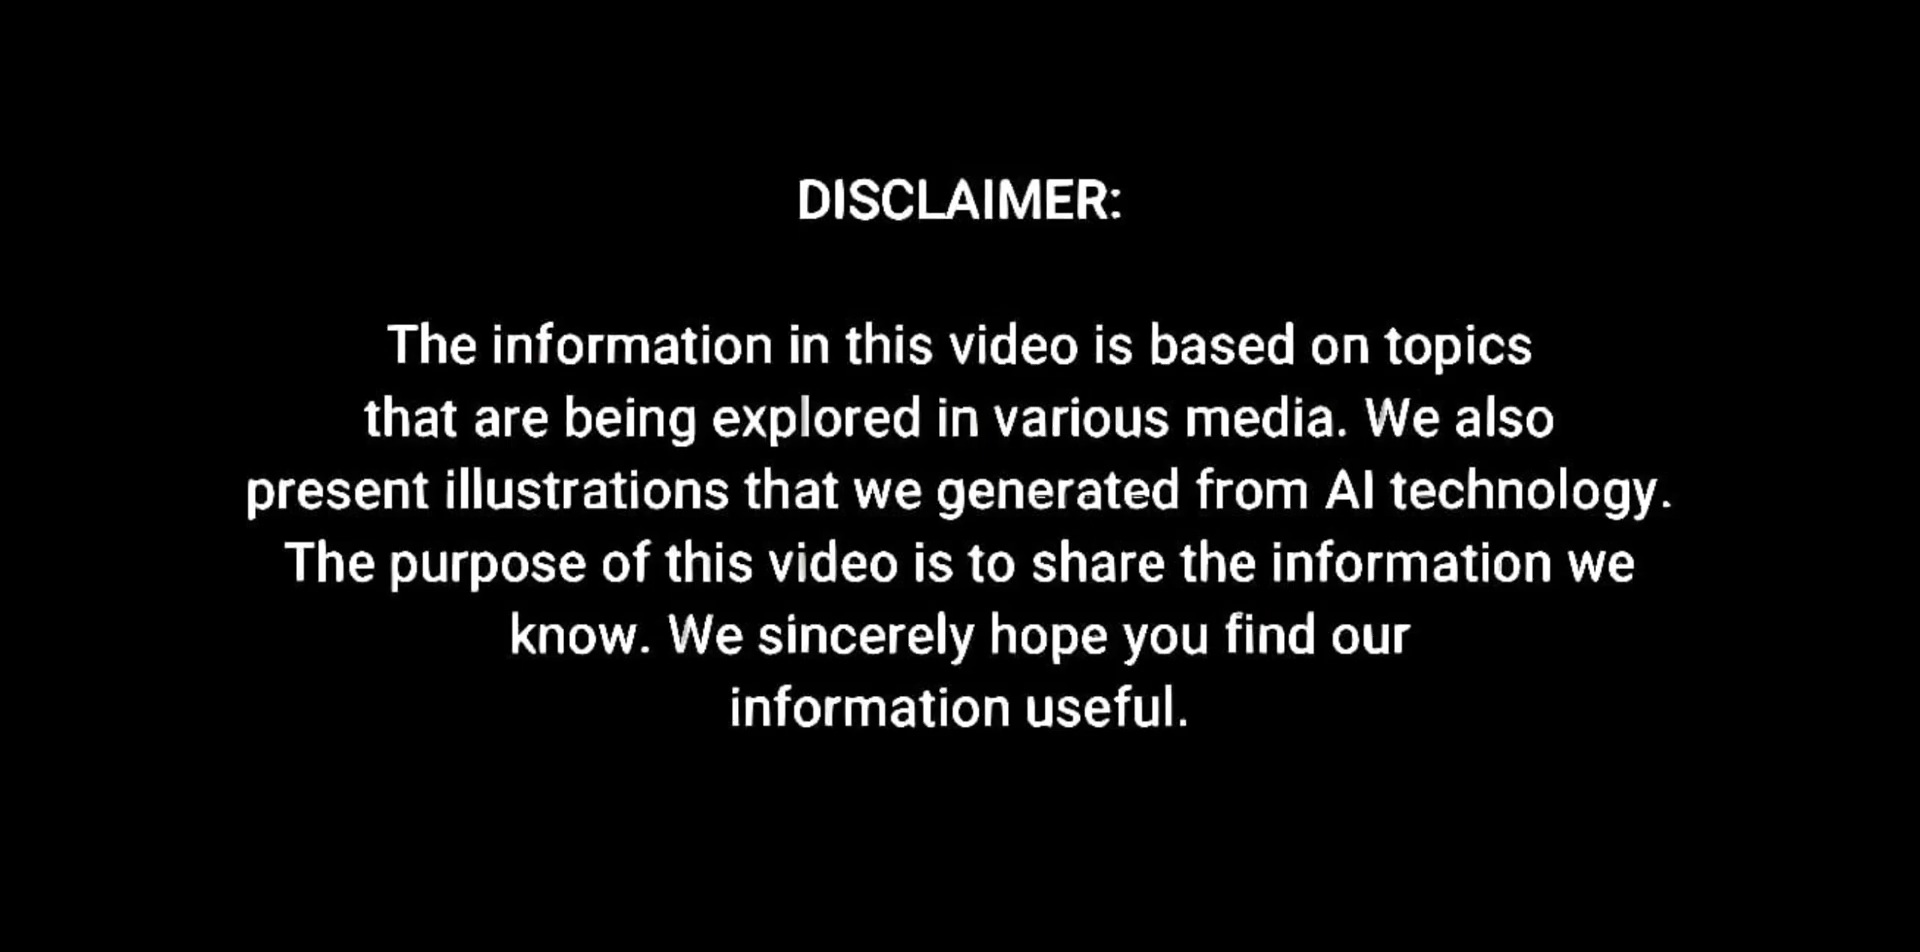 DISCLAIMER:
The information in this video is based on topics
that are being explored in various media. We also
present illustrations that we generated from AI technology.
The purpose of this video is to share the information we
know. We sincerely hope you find our
information useful.